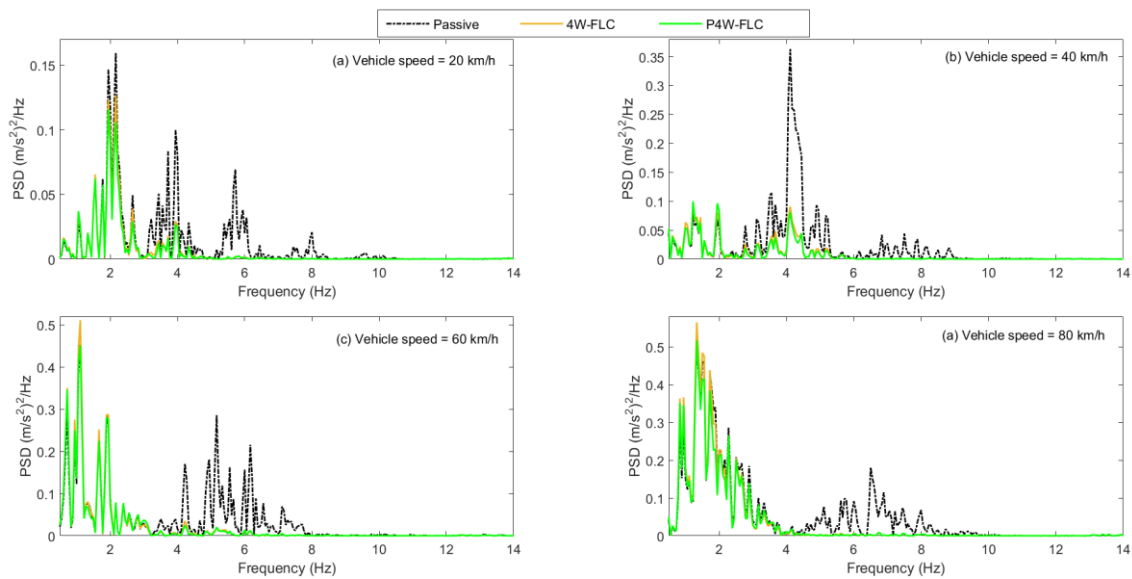 Passive 4W-FLC P4W-FLC
(a) Vehicle speed = 20 km/h
PSD (m/s²)²/Hz
0.15
0.1
0.05
0
2 4 6 8 10 12 14
Frequency (Hz)
(b) Vehicle speed = 40 km/h
PSD (m/s²)²/Hz
0.35
0.3
0.25
0.2
0.15
0.1
0.05
0
2 4 6 8 10 12 14
Frequency (Hz)
(c) Vehicle speed = 60 km/h
PSD (m/s²)²/Hz
0.5
0.4
0.3
0.2
0.1
0
2 4 6 8 10 12 14
Frequency (Hz)
(a) Vehicle speed = 80 km/h
PSD (m/s²)²/Hz
0.5
0.4
0.3
0.2
0.1
0
2 4 6 8 10 12 14
Frequency (Hz)